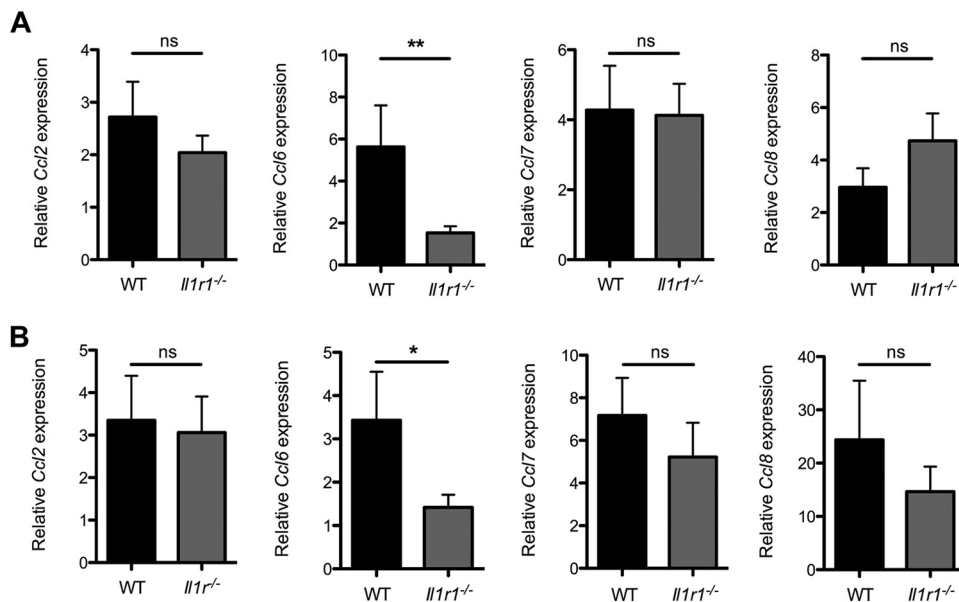 A
Relative Ccl2 expression
4
3
2
1
0
ns
WT
Il1r1-/-
Relative Ccl6 expression
10
8
6
4
2
0
**
WT
Il1r1-/-
Relative Ccl7 expression
6
4
2
0
ns
WT
Il1r1-/-
Relative Ccl8 expression
8
6
4
2
0
ns
WT
Il1r1-/-
B
Relative Ccl2 expression
5
4
3
2
1
0
ns
WT
Il1r-/-
Relative Ccl6 expression
5
4
3
2
1
0
*
WT
Il1r1-/-
Relative Ccl7 expression
10
8
6
4
2
0
ns
WT
Il1r1-/-
Relative Ccl8 expression
40
30
20
10
0
ns
WT
Il1r1-/-